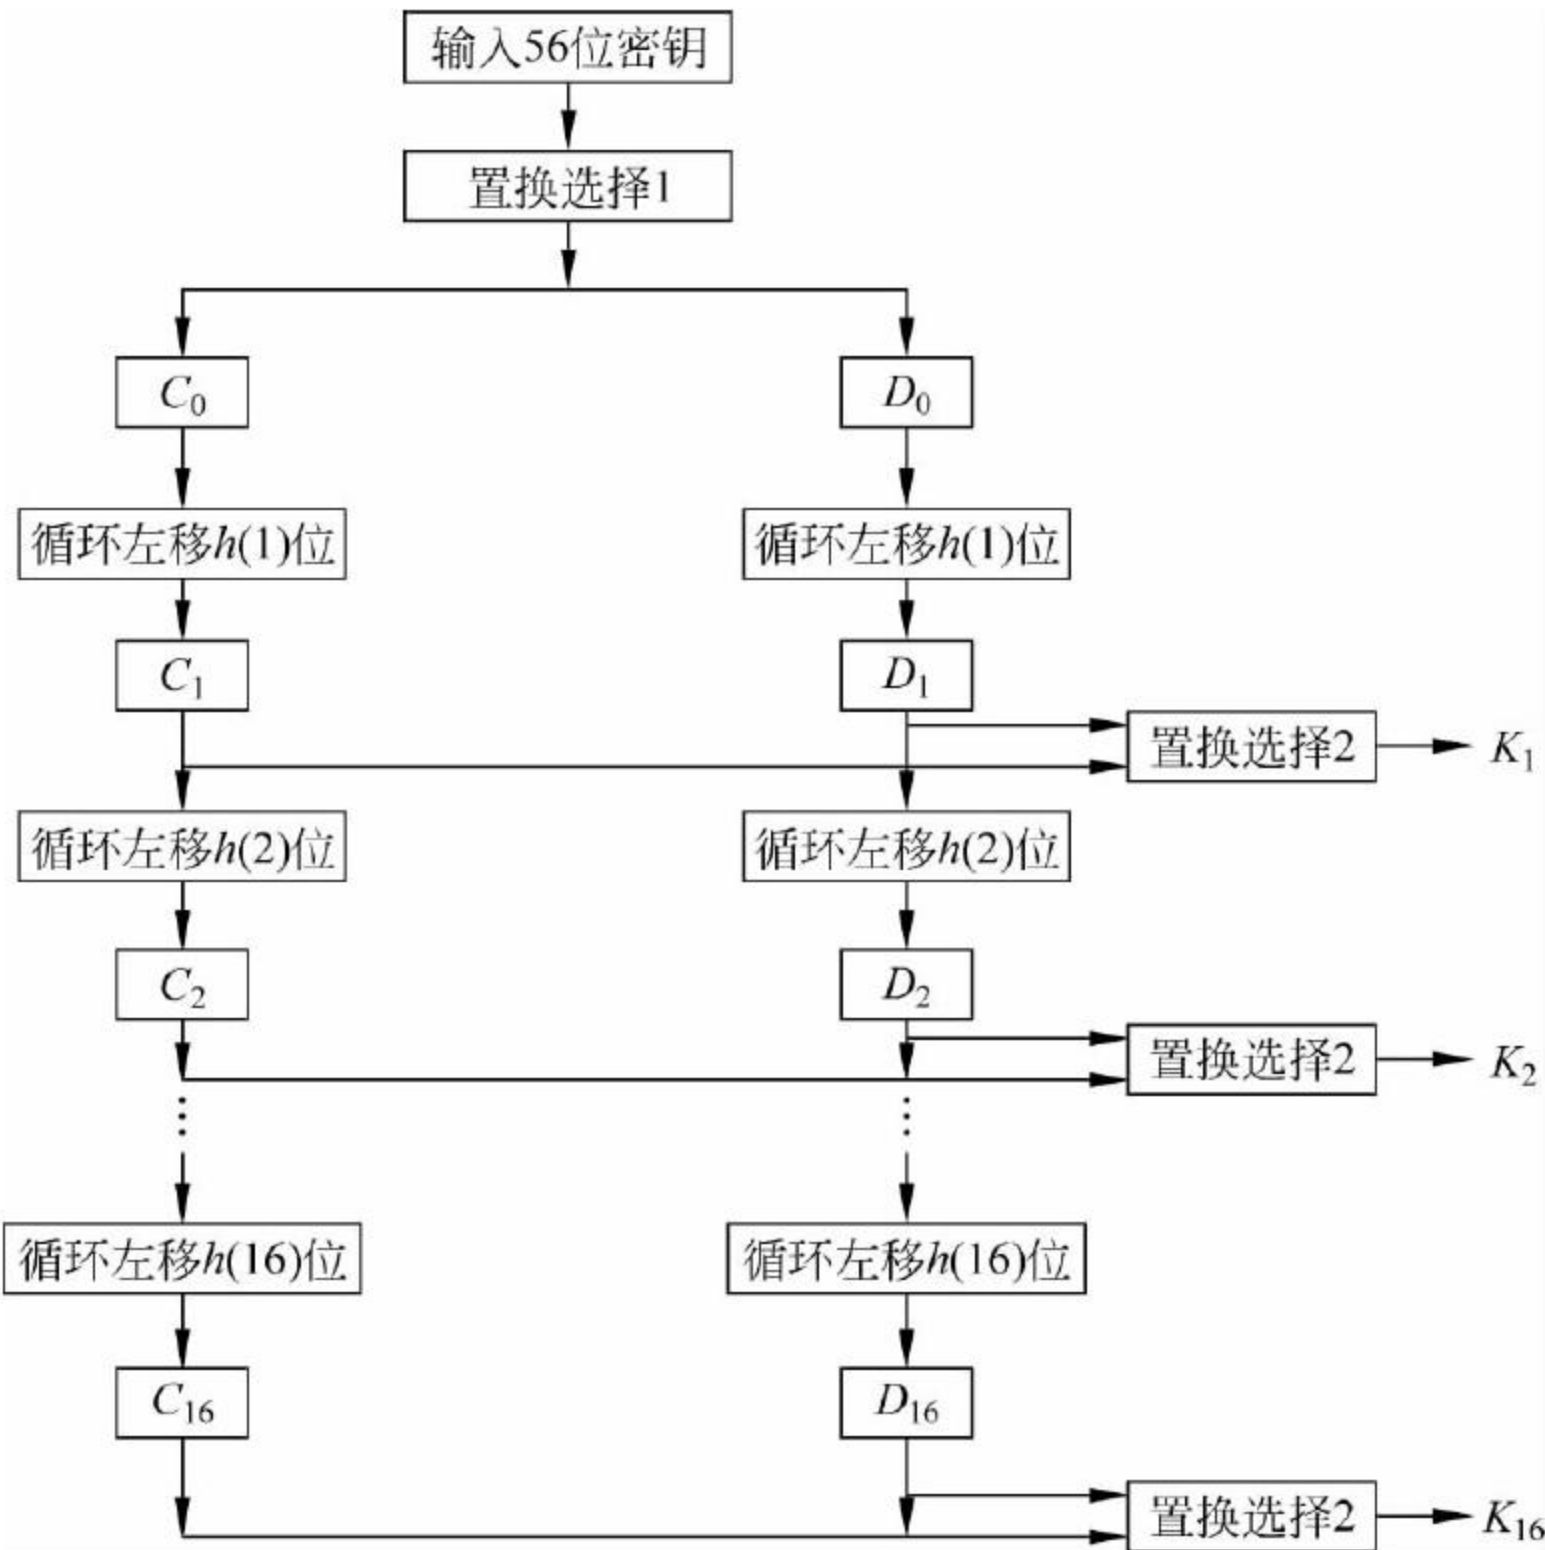 输入56位密钥
置换选择1
C₀ D₀
循环左移h(1)位 循环左移h(1)位
C₁ D₁
置换选择2 K₁
循环左移h(2)位 循环左移h(2)位
C₂ D₂
置换选择2 K₂
⋮ ⋮
循环左移h(16)位 循环左移h(16)位
C₁₆ D₁₆
置换选择2 K₁₆